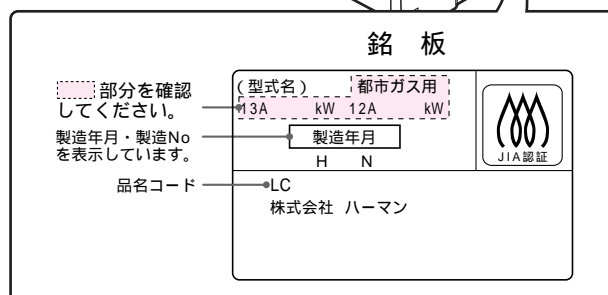 銘 板
部分を確認
してください。
製造年月・製造No
を表示しています。
品名コード
(型式名) 都市ガス用
13A kW 12A kW
製造年月
H N
LC
株式会社 ハーマン
JIA認証